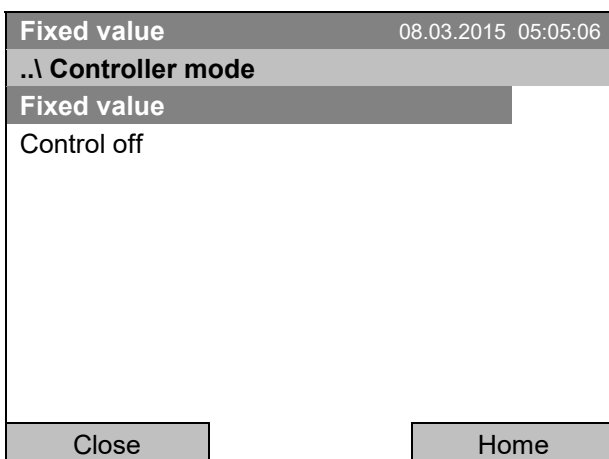 Fixed value 08.03.2015 05:05:06
..\ Controller mode
Fixed value
Control off
Close Home